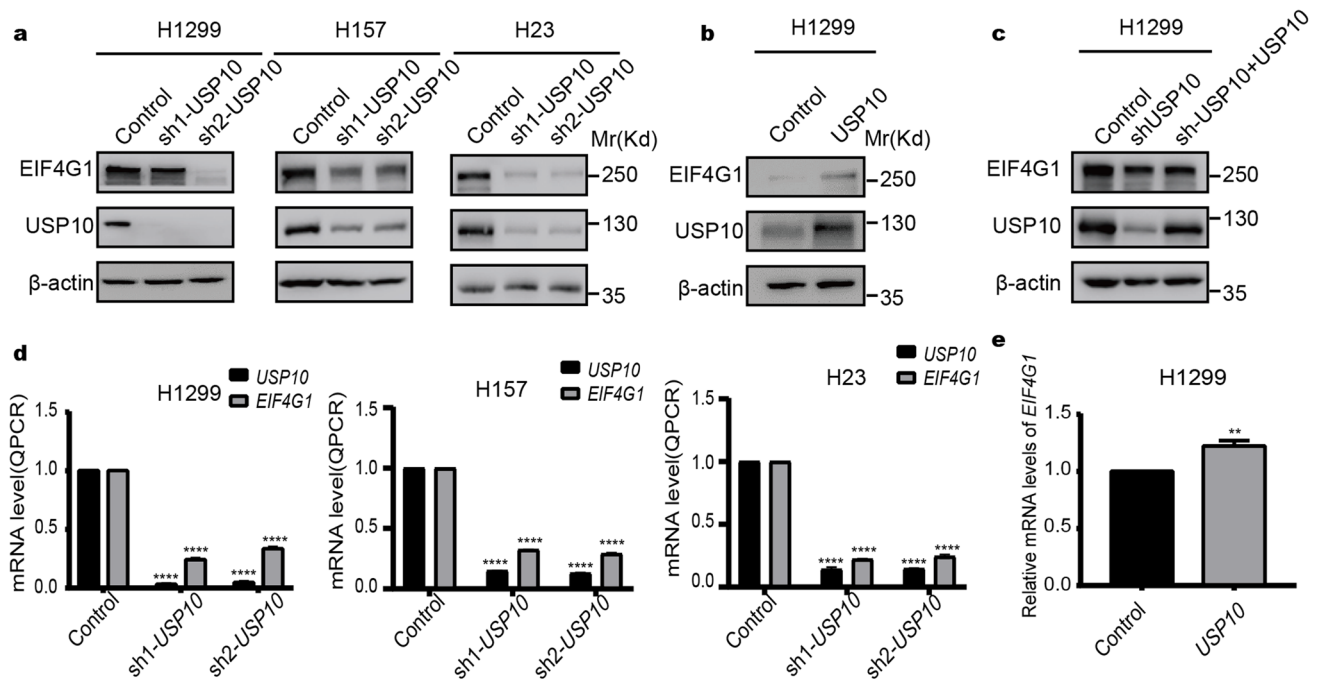 a
H1299
H157
H23
Control
sh1-USP10
sh2-USP10
Control
sh1-USP10
sh2-USP10
Control
sh1-USP10
sh2-USP10
Mr(Kd)
EIF4G1
250
USP10
130
β-actin
35
b
H1299
Control
USP10
Mr(Kd)
EIF4G1
250
USP10
130
β-actin
35
c
H1299
Control
shUSP10
sh-USP10+USP10
EIF4G1
250
USP10
130
β-actin
35
d
mRNA level(QPCR)
H1299
USP10
EIF4G1
1.5
1.0
0.5
0.0
****
****
****
****
Control
sh1-USP10
sh2-USP10
mRNA level(QPCR)
H157
USP10
EIF4G1
1.5
1.0
0.5
0.0
****
****
****
****
Control
sh1-USP10
sh2-USP10
mRNA level(QPCR)
H23
USP10
EIF4G1
1.5
1.0
0.5
0.0
****
****
****
****
Control
sh1-USP10
sh2-USP10
e
Relative mRNA levels of EIF4G1
H1299
1.5
1.0
0.5
0.0
**
Control
USP10